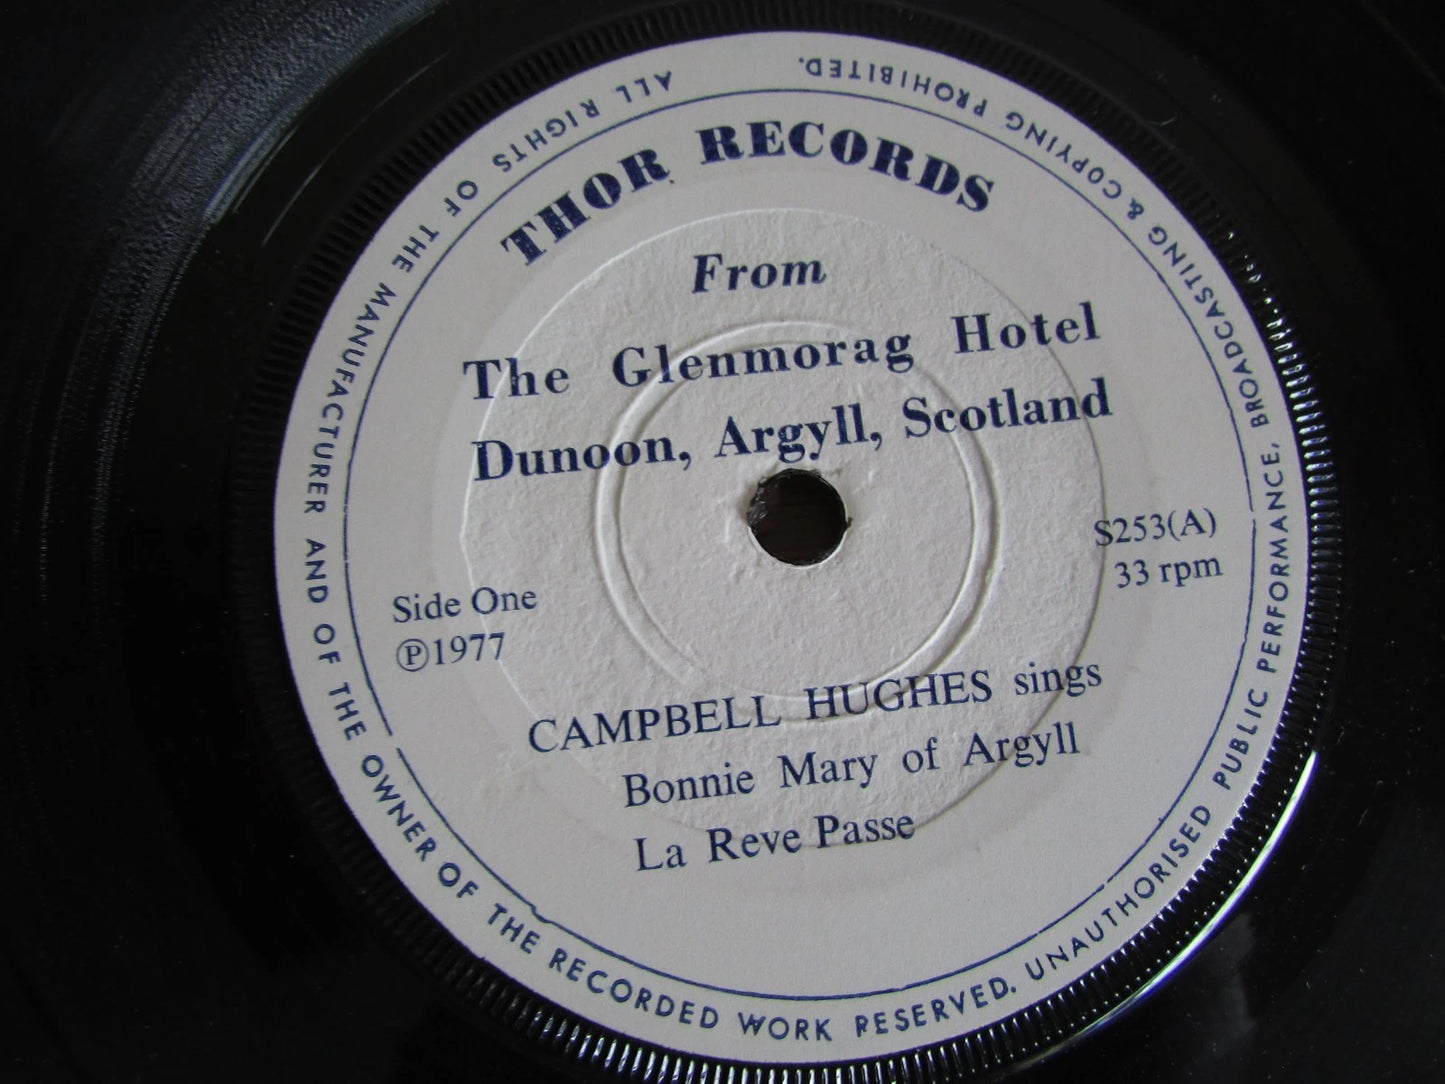 THOR RECORDS
From
The Glenmorag Hotel
Dunoon, Argyll, Scotland
S253(A)
33 rpm
Side One
Ⓟ1977
CAMPBELL HUGHES sings
Bonnie Mary of Argyll
La Reve Passe
ALL RIGHTS OF THE MANUFACTURER AND OF THE OWNER OF THE RECORDED WORK RESERVED. UNAUTHORISED PUBLIC PERFORMANCE, BROADCASTING & COPYING PROHIBITED.